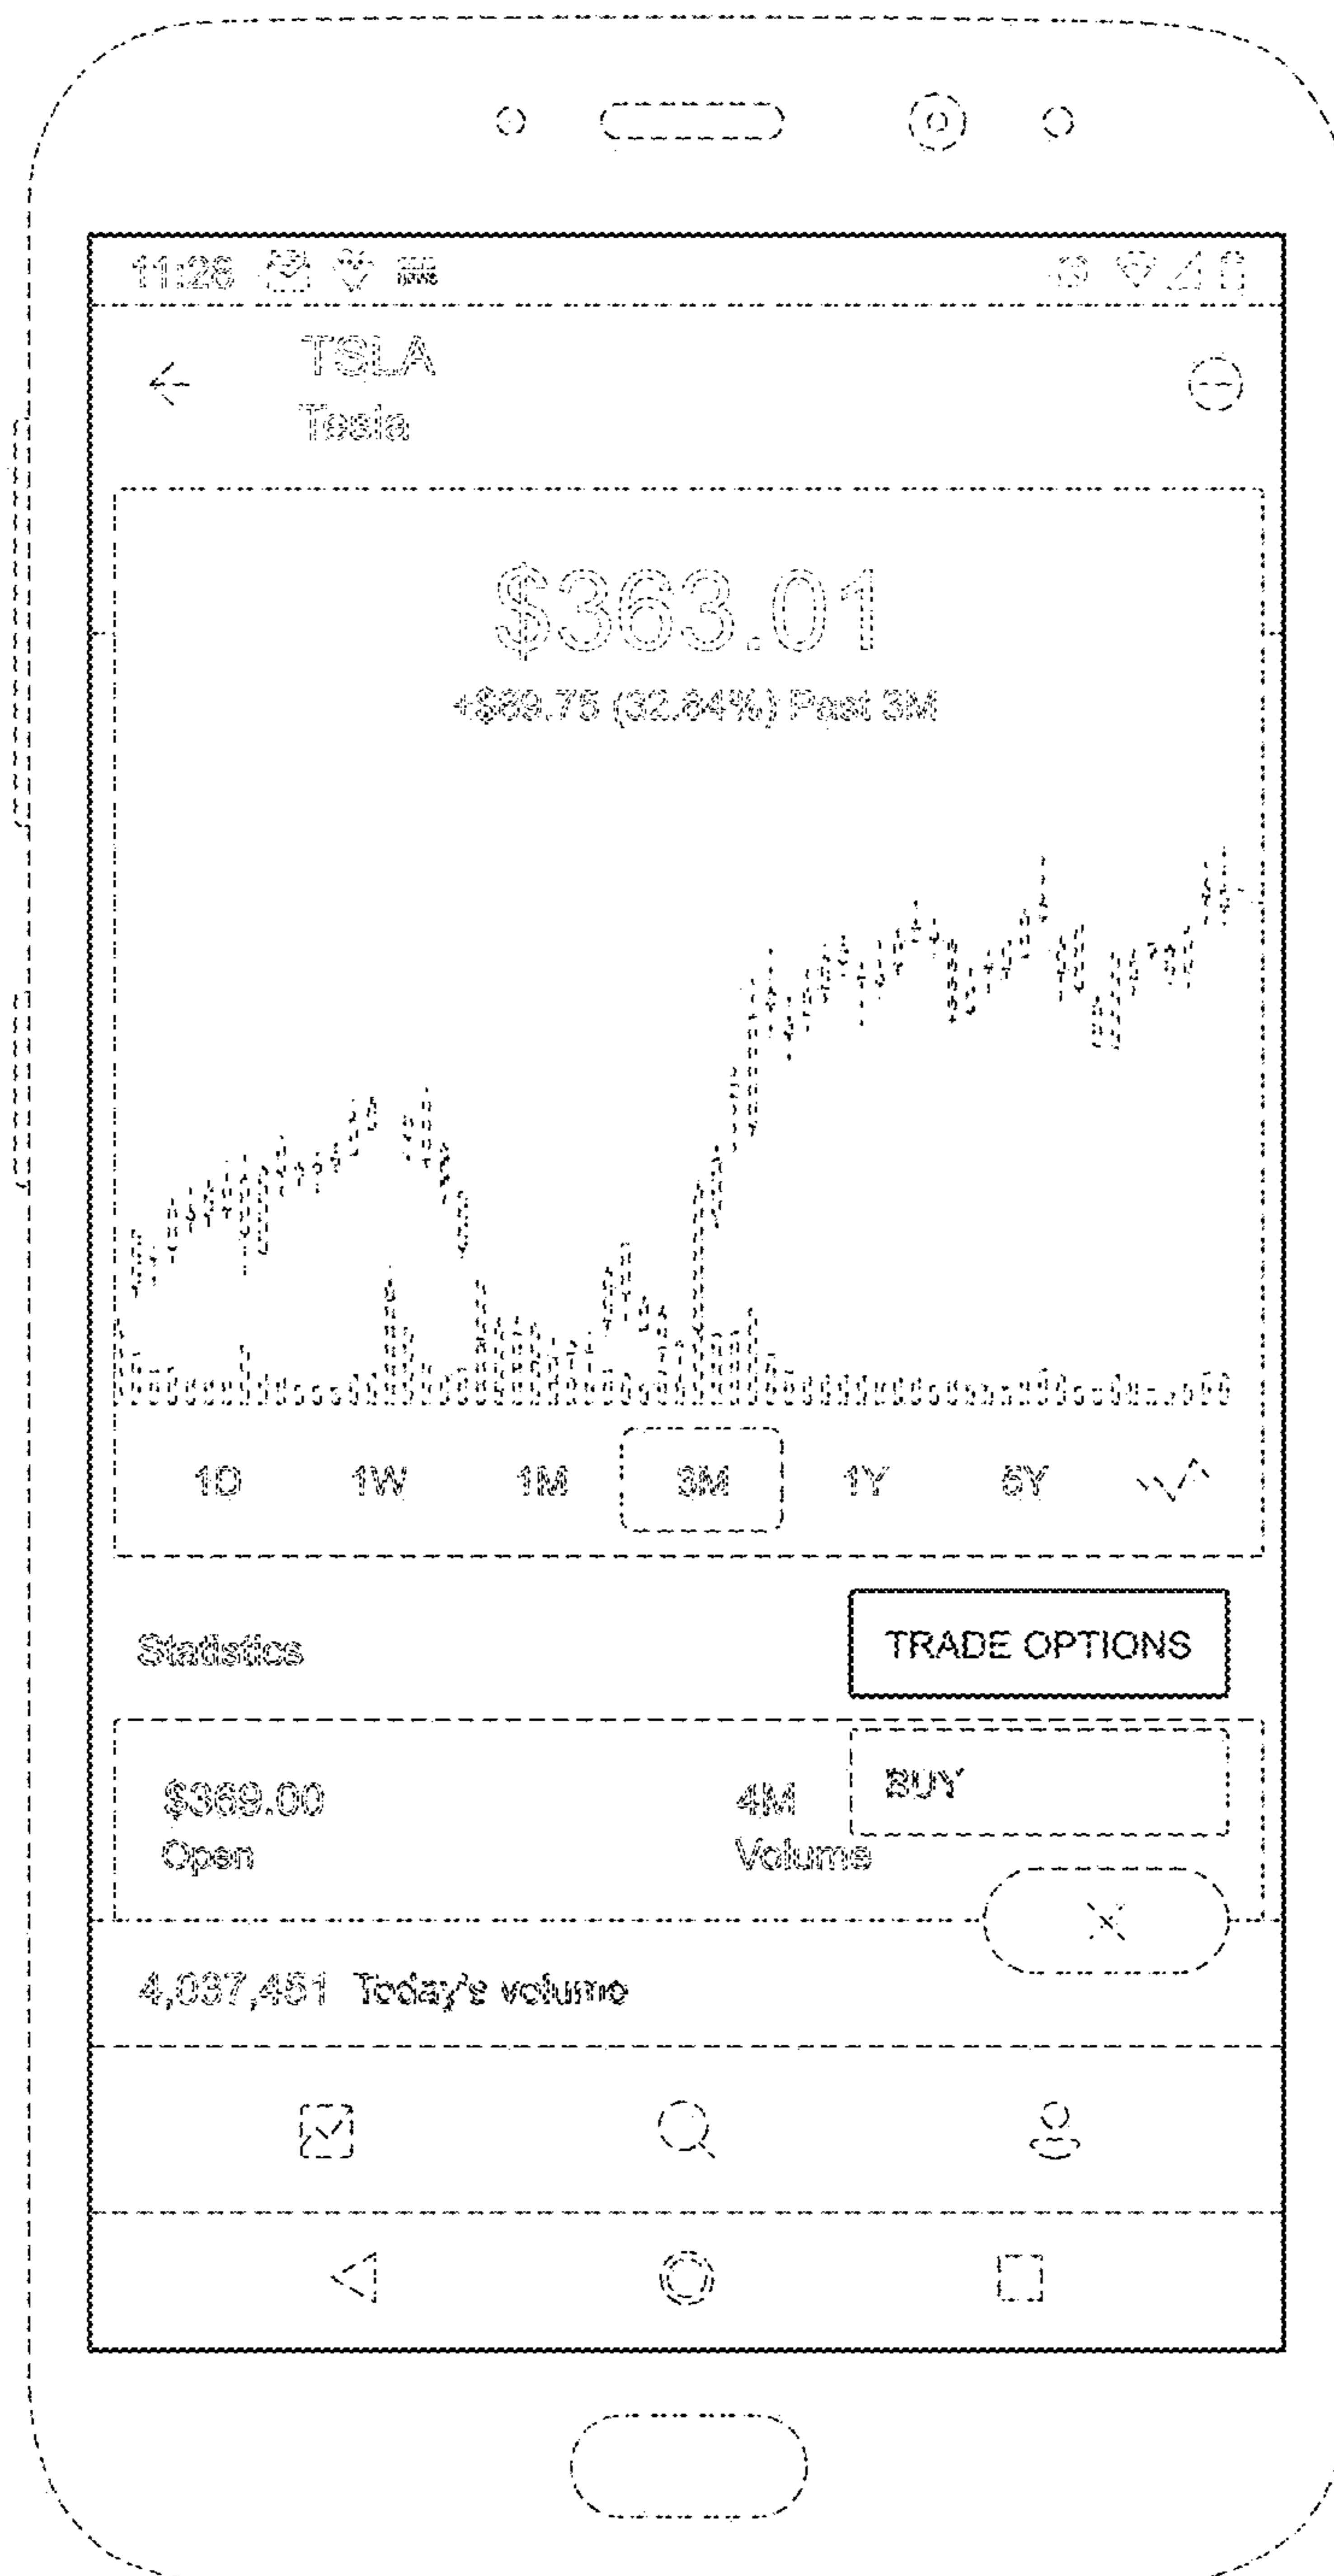 11:28
TSLA
Tesla
$363.01
+$89.75 (32.84%) Past 3M
1D 1W 1M 3M 1Y 5Y
Statistics
TRADE OPTIONS
$369.00 4M BUY
Open Volume
4,037,451 Today's volume